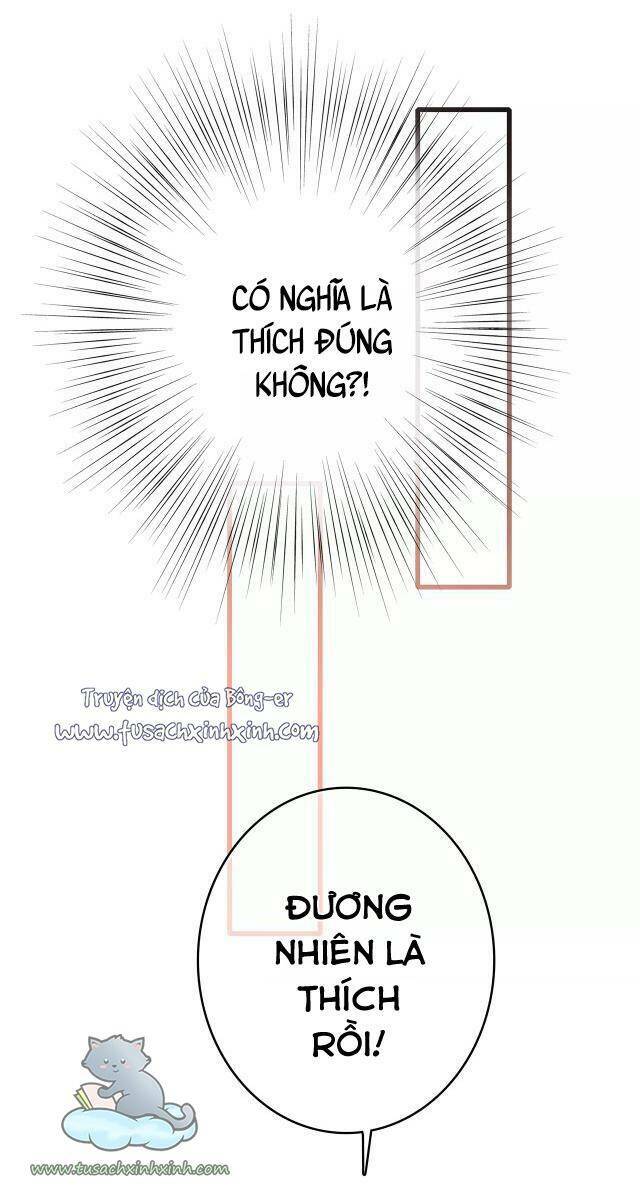 CÓ NGHĨA LÀ
THÍCH ĐÚNG
KHÔNG?!
Truyện dịch của Bông-er
www.tusachxinhxinh.com
ĐƯƠNG
NHIÊN LÀ
THÍCH
RỒI!
www.tusachxinhxinh.com